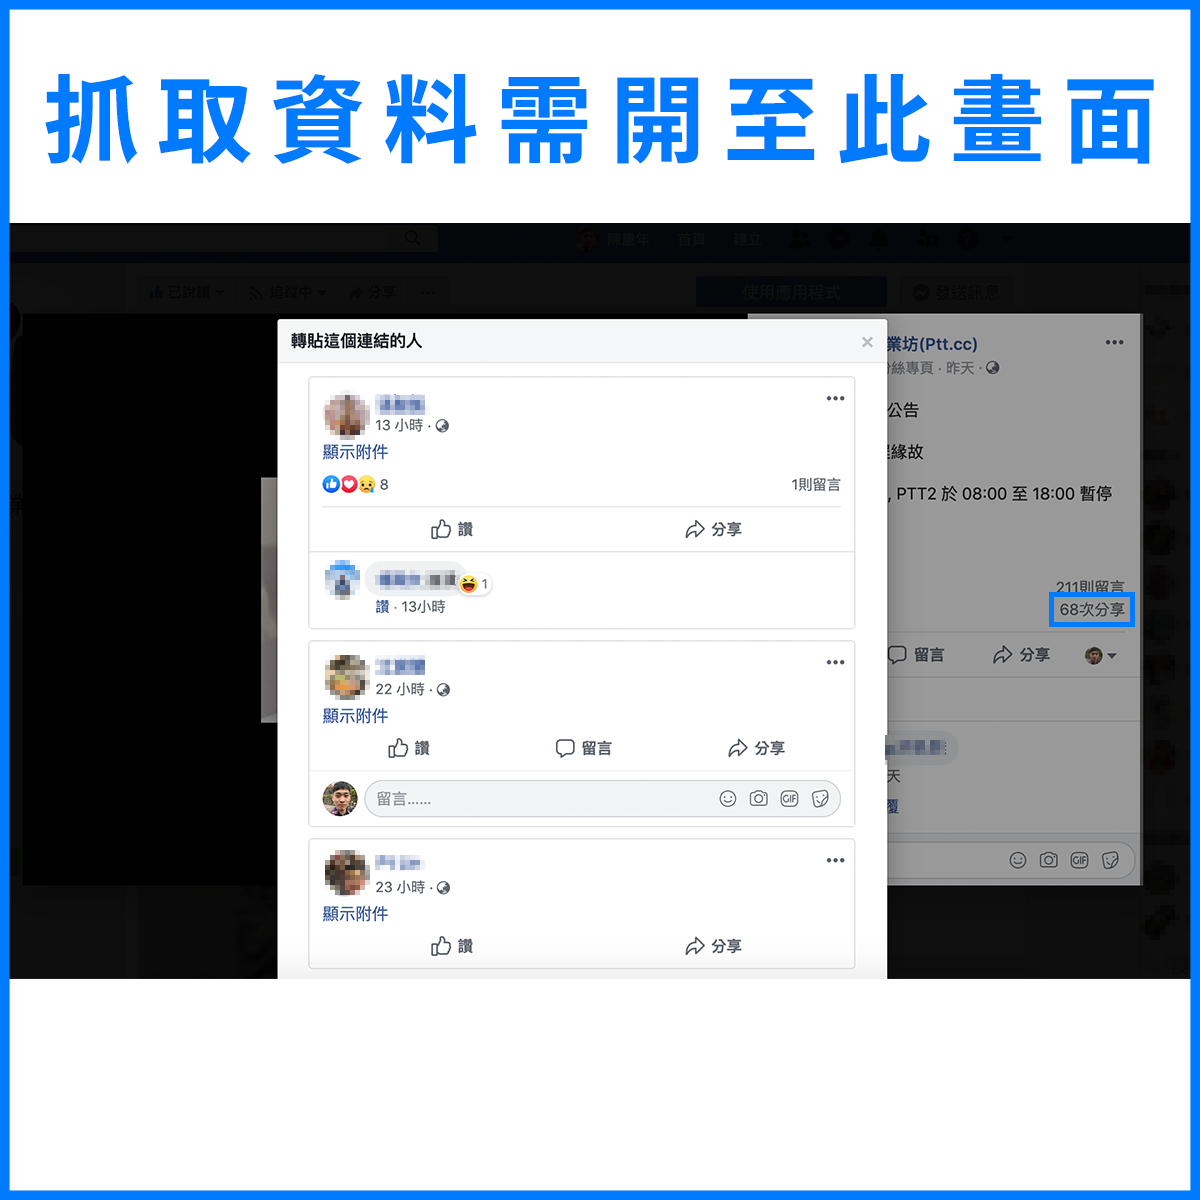 抓取資料需開至此畫面
陳童年 首頁 建立
已說讚 追蹤中 分享
使用應用程式
發送訊息
轉貼這個連結的人
13 小時
顯示附件
8
1則留言
讚 分享
1
讚 · 13小時
22 小時
顯示附件
讚 留言 分享
留言......
GIF
23 小時
顯示附件
讚 分享
業坊(Ptt.cc)
絲專頁 · 昨天
公告
緣故
, PTT2 於 08:00 至 18:00 暫停
211則留言
68次分享
留言 分享
天
覆
GIF